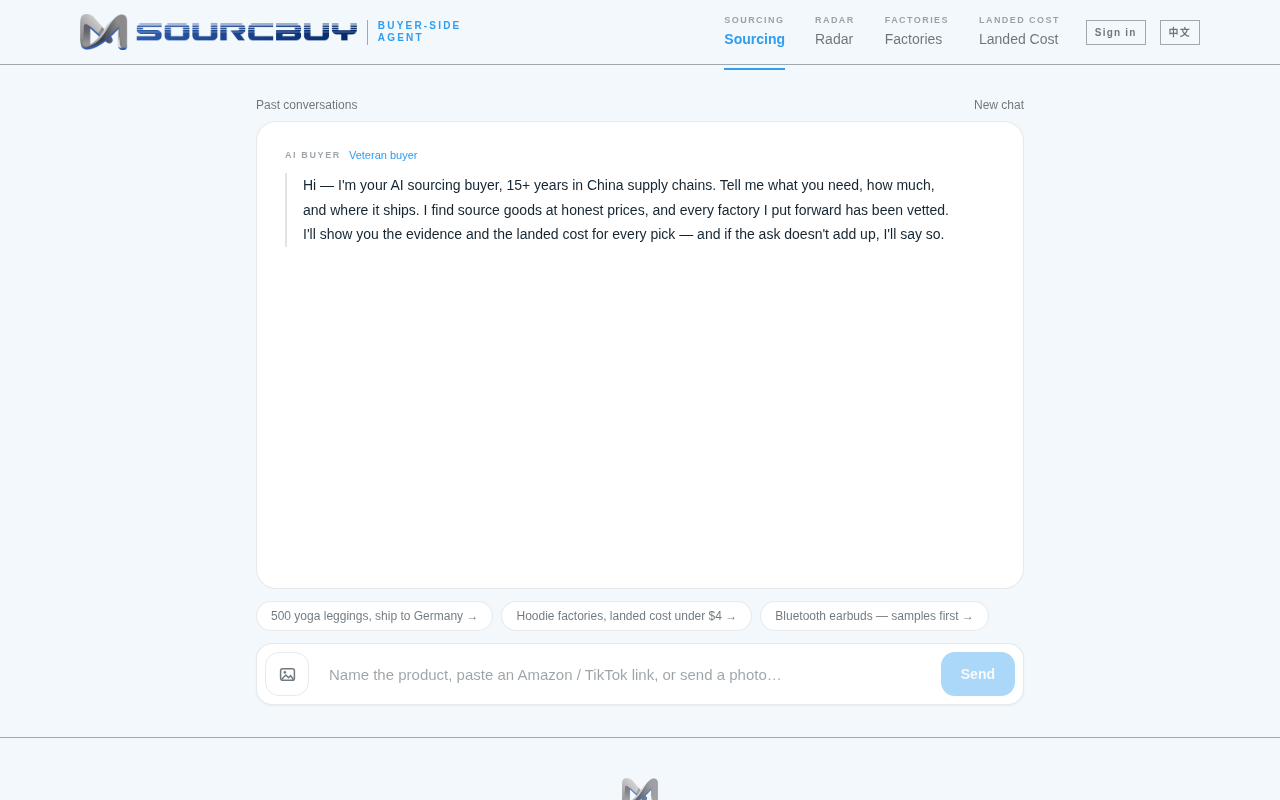 SOURCBUY
BUYER-SIDE
AGENT
SOURCING
Sourcing
RADAR
Radar
FACTORIES
Factories
LANDED COST
Landed Cost
Sign in
中文
Past conversations
New chat
AI BUYER Veteran buyer
Hi — I'm your AI sourcing buyer, 15+ years in China supply chains. Tell me what you need, how much,
and where it ships. I find source goods at honest prices, and every factory I put forward has been vetted.
I'll show you the evidence and the landed cost for every pick — and if the ask doesn't add up, I'll say so.
500 yoga leggings, ship to Germany →
Hoodie factories, landed cost under $4 →
Bluetooth earbuds — samples first →
Name the product, paste an Amazon / TikTok link, or send a photo…
Send